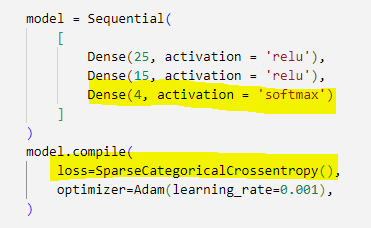 model = Sequential(
    [
        Dense(25, activation = 'relu'),
        Dense(15, activation = 'relu'),
        Dense(4, activation = 'softmax')
    ]
)
model.compile(
    loss=SparseCategoricalCrossentropy(),
    optimizer=Adam(learning_rate=0.001),
)